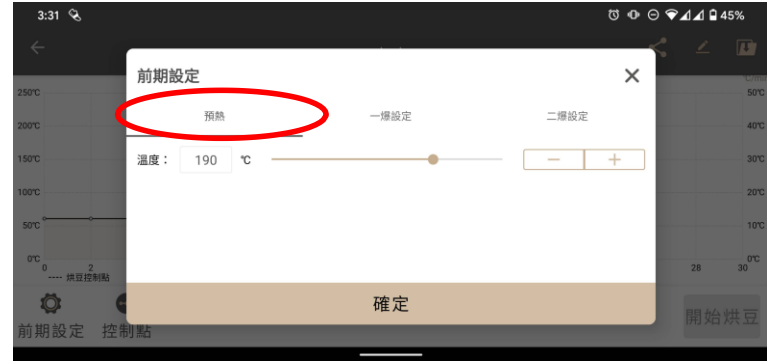 3:31 45%
前期設定
預熱 一爆設定 二爆設定
溫度： 190 ℃
確定
250℃
200℃
150℃
100℃
50℃
0℃
0 2 28 30
---- 烘豆控制點
℃/min
50℃
40℃
30℃
20℃
10℃
0℃
前期設定 控制點 開始烘豆